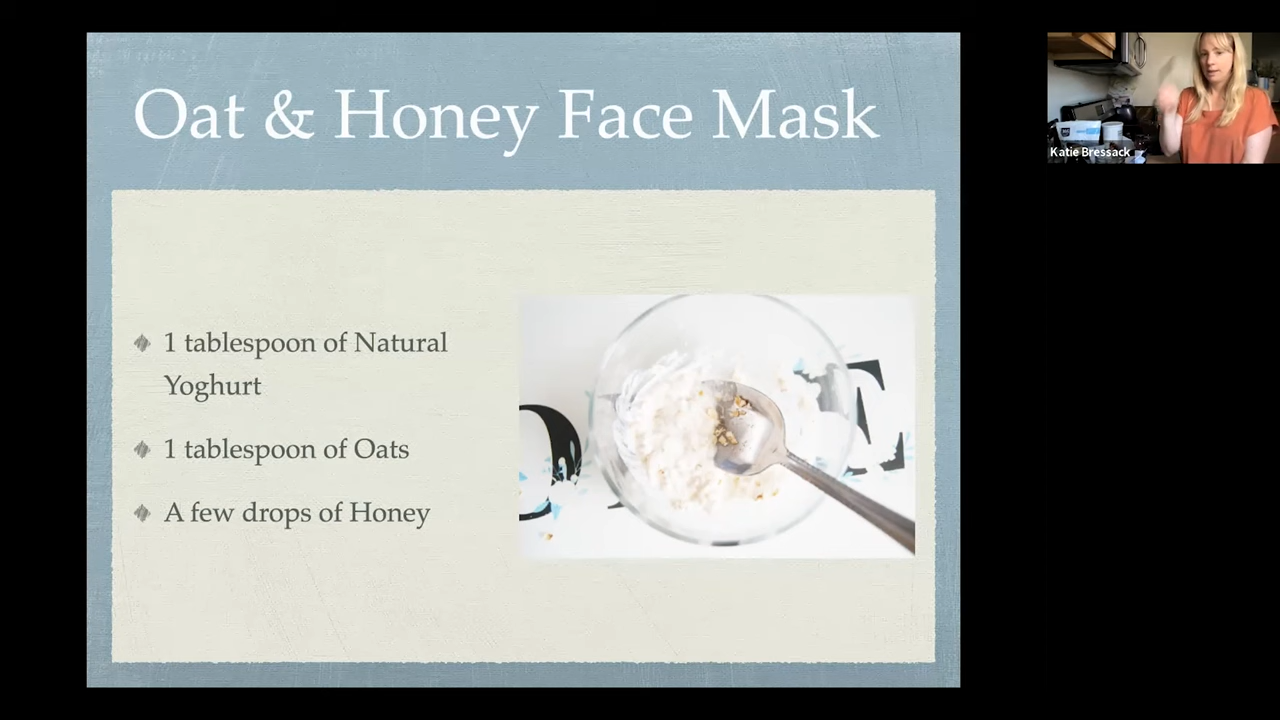 Oat & Honey Face Mask
1 tablespoon of Natural
Yoghurt
1 tablespoon of Oats
A few drops of Honey
Katie Bressack